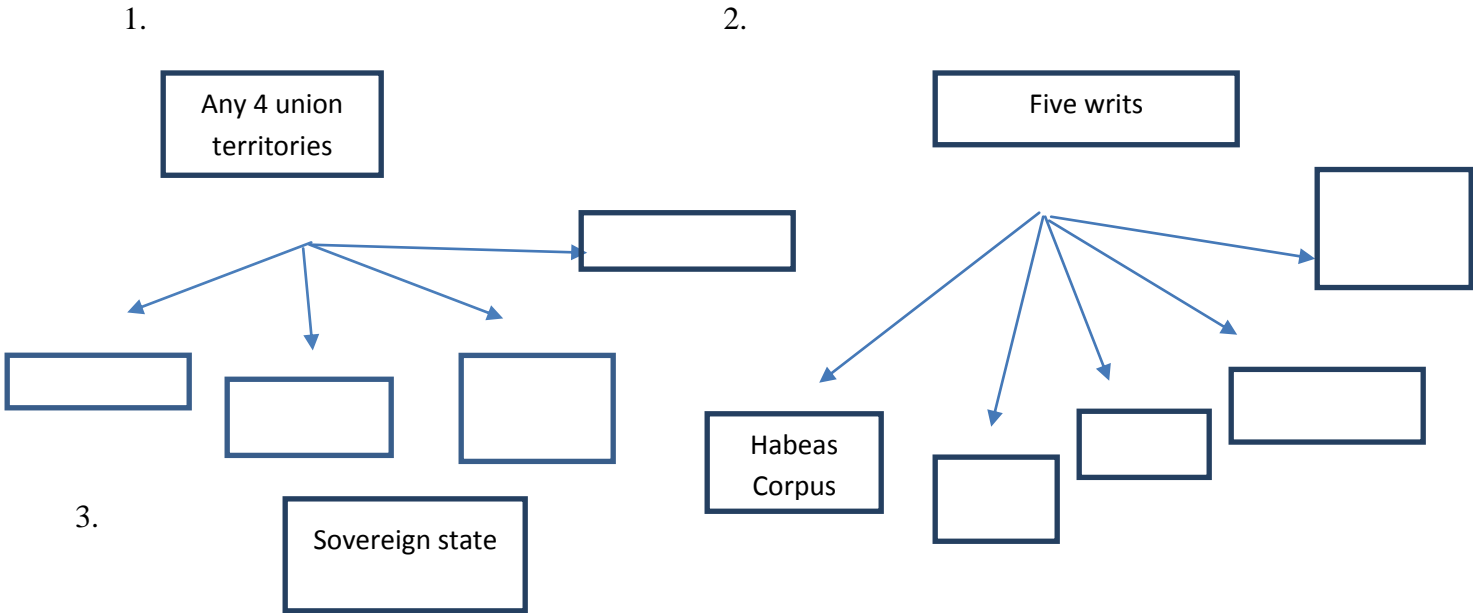 1.
2.
Any 4 union
territories
Five writs
Habeas
Corpus
3.
Sovereign state